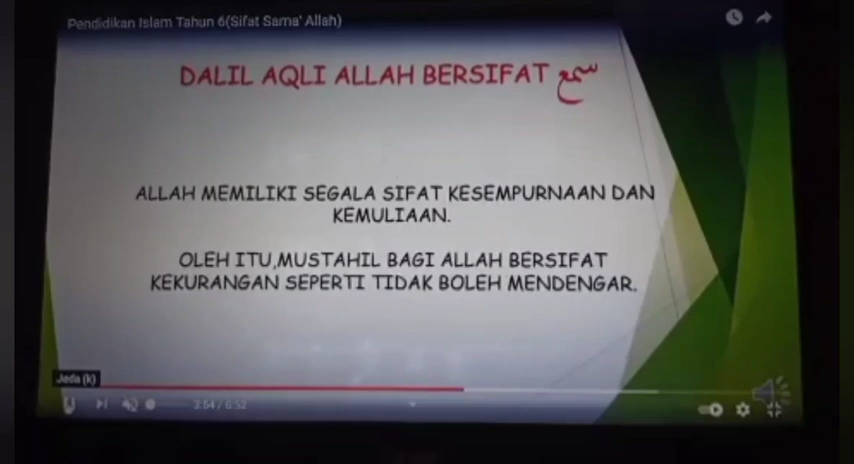 Pendidikan Islam Tahun 6(Sifat Sama' Allah)
DALIL AQLI ALLAH BERSIFAT سمع
ALLAH MEMILIKI SEGALA SIFAT KESEMPURNAAN DAN
KEMULIAAN.
OLEH ITU,MUSTAHIL BAGI ALLAH BERSIFAT
KEKURANGAN SEPERTI TIDAK BOLEH MENDENGAR.
Jeda (k)
3:54 / 6:52